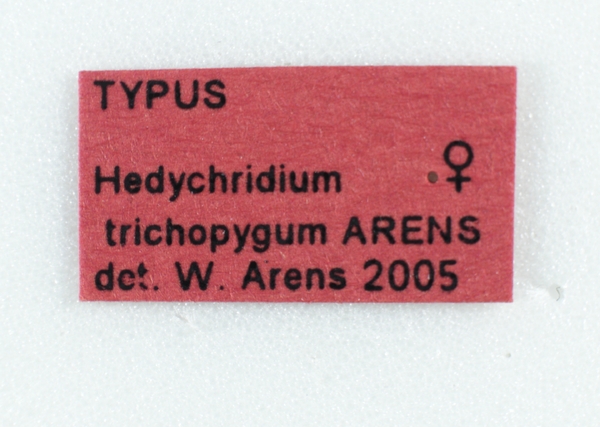 TYPUS
Hedychridium ♀
trichopygum ARENS
det. W. Arens 2005